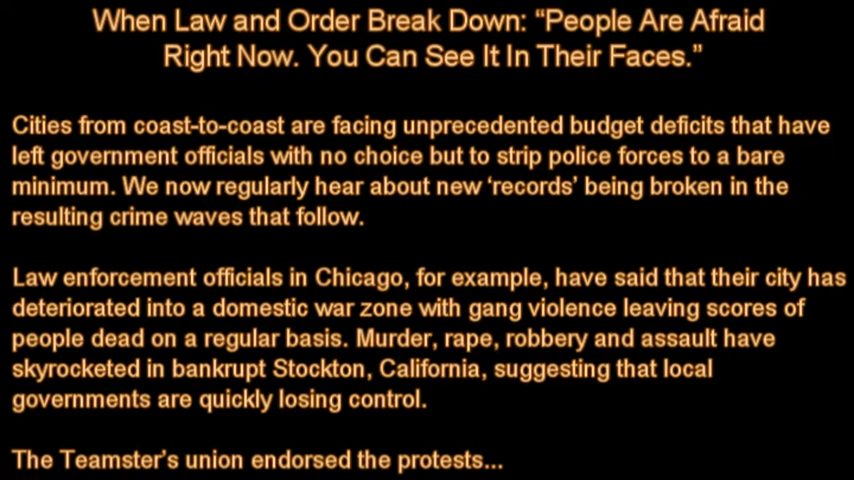 When Law and Order Break Down: “People Are Afraid
Right Now. You Can See It In Their Faces.”
Cities from coast-to-coast are facing unprecedented budget deficits that have
left government officials with no choice but to strip police forces to a bare
minimum. We now regularly hear about new ‘records’ being broken in the
resulting crime waves that follow.
Law enforcement officials in Chicago, for example, have said that their city has
deteriorated into a domestic war zone with gang violence leaving scores of
people dead on a regular basis. Murder, rape, robbery and assault have
skyrocketed in bankrupt Stockton, California, suggesting that local
governments are quickly losing control.
The Teamster’s union endorsed the protests...